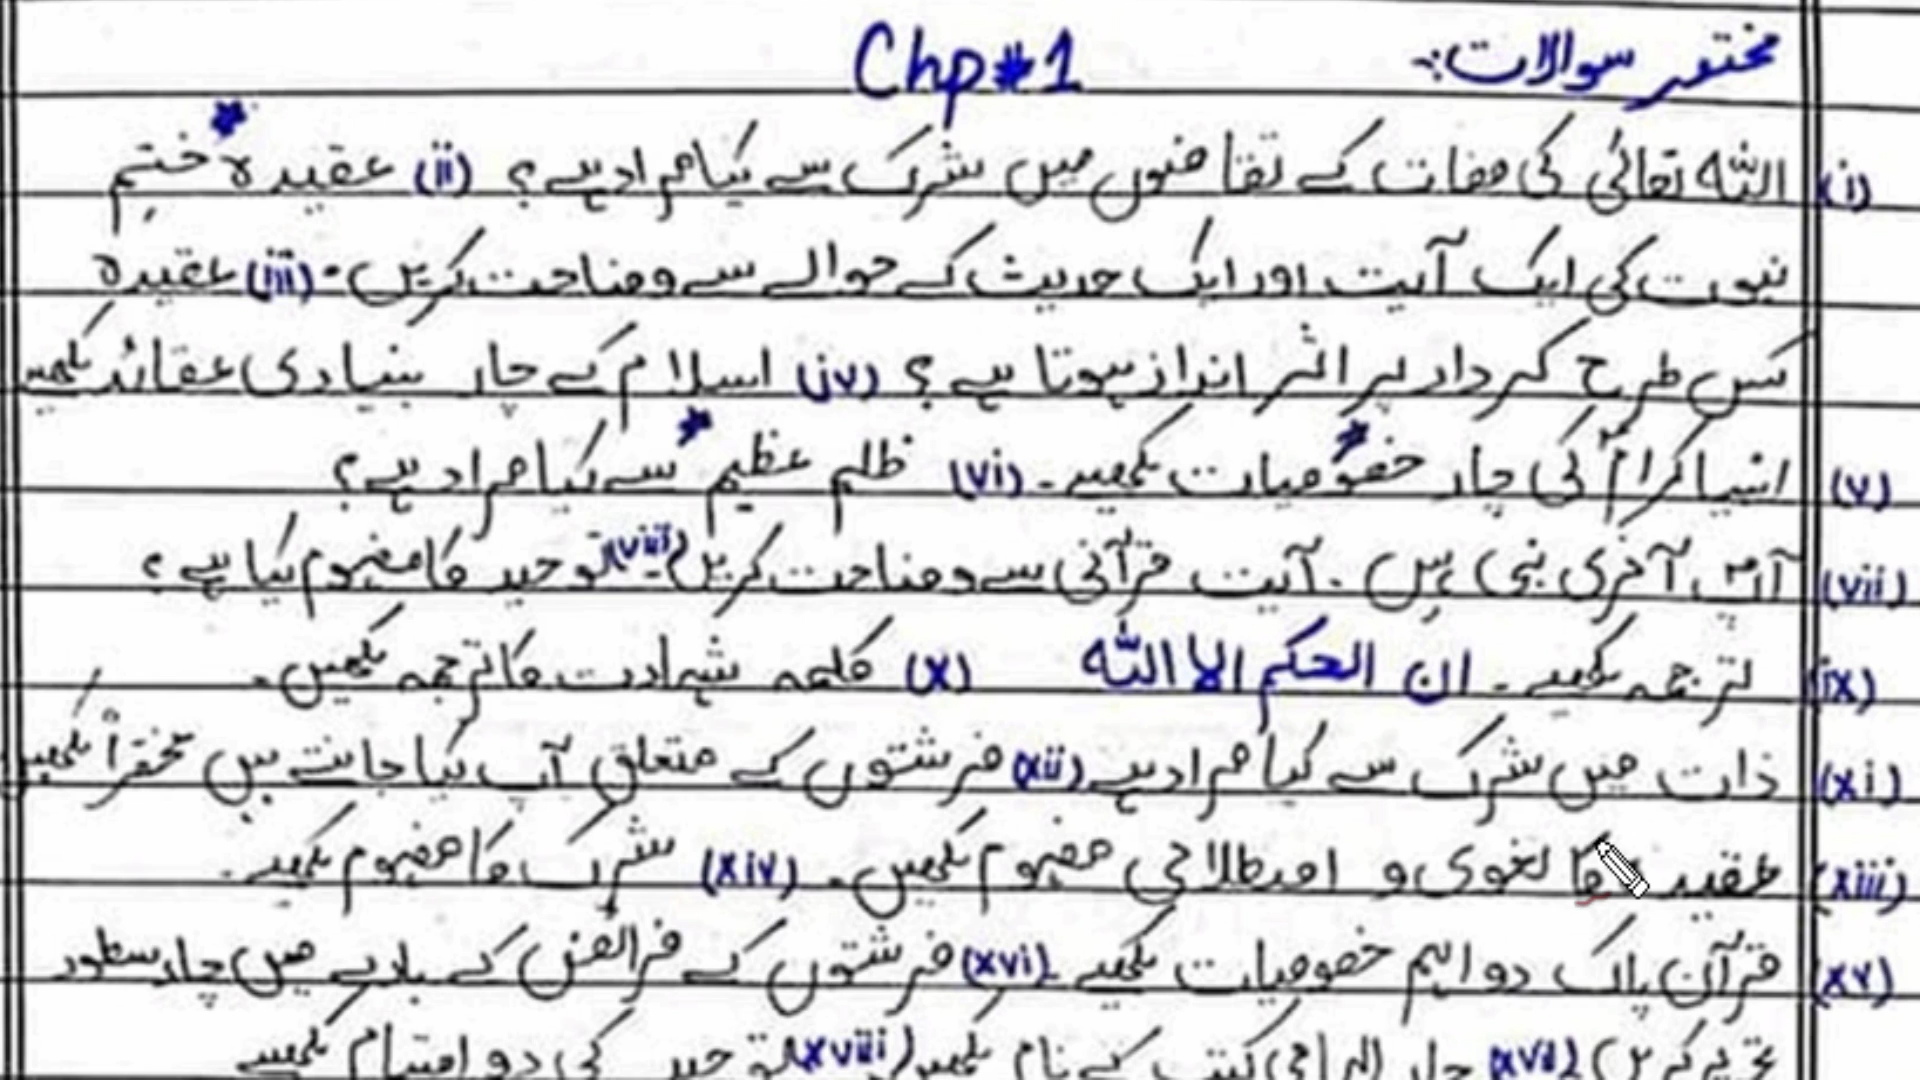 مختصر سوالات:- Chp#1
(i) اللہ تعالٰی کی صفات کے تقاضوں میں شرک سے کیا مراد ہے؟ (ii) عقیدہ ختمِ
نبوت کی ایک آیت اور ایک حدیث کے حوالے سے وضاحت کریں۔ (iii) عقیدہ
کس طرح کردار پر اثر انداز ہوتا ہے؟ (iv) اسلام کے چار بنیادی عقائد لکھیں
(v) انبیا کرامؑ کی چار خصوصیات لکھیے۔ (vi) ظلم عظیم سے کیا مراد ہے؟
(vii) آپؐ آخری نبی ہیں۔ آیت قرآنی سے وضاحت کریں۔ (viii) توحید کا مفہوم کیا ہے؟
(ix) ترجمہ لکھیے۔ ان الحکم الا اللہ (x) کلمہ شہادت کا ترجمہ لکھیں۔
(xi) ذات میں شرک سے کیا مراد ہے (xii) فرشتوں کے متعلق آپ کیا جانتے ہیں مختصراً لکھیں
(xiii) عقیدہ کا لغوی و اصطلاحی مفہوم لکھیں۔ (xiv) شرک کا مفہوم لکھیے۔
(xv) قرآن پاک دو اہم خصوصیات لکھیے۔ (xvi) فرشتوں کے فرائض کے بارے میں چار سطور
تحریر کریں (xvii) چار الہامی کتب کے نام لکھیں (xviii) توحید کی دو اقسام لکھیے